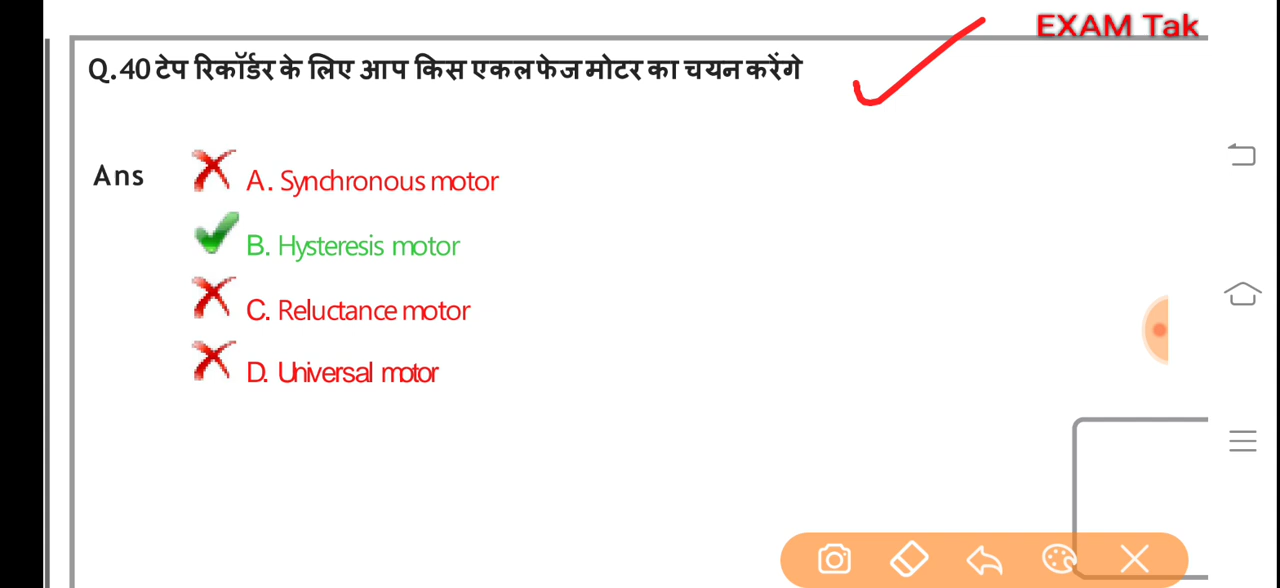 EXAM Tak
Q.40 टेप रिकॉर्डर के लिए आप किस एकल फेज मोटर का चयन करेंगे
Ans
A. Synchronous motor
B. Hysteresis motor
C. Reluctance motor
D. Universal motor